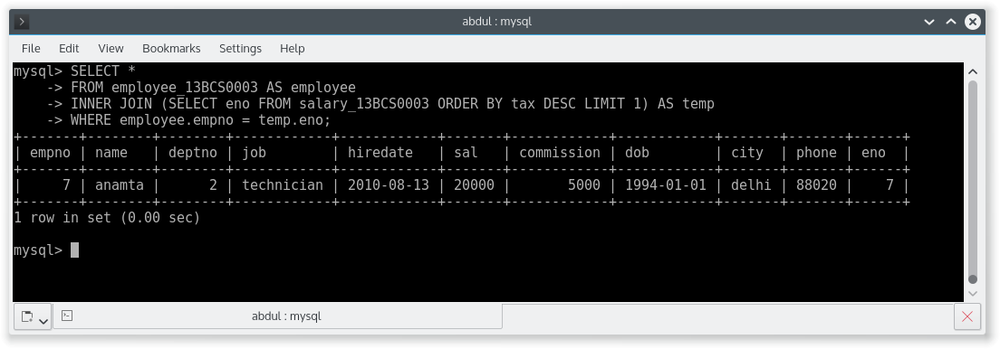 abdul : mysql
File Edit View Bookmarks Settings Help
mysql> SELECT *
    -> FROM employee_13BCS0003 AS employee
    -> INNER JOIN (SELECT eno FROM salary_13BCS0003 ORDER BY tax DESC LIMIT 1) AS temp
    -> WHERE employee.empno = temp.eno;
+-------+--------+--------+------------+------------+-------+------------+------------+-------+-------+------+
| empno | name   | deptno | job        | hiredate   | sal   | commission | dob        | city  | phone | eno  |
+-------+--------+--------+------------+------------+-------+------------+------------+-------+-------+------+
|     7 | anamta |      2 | technician | 2010-08-13 | 20000 |       5000 | 1994-01-01 | delhi | 88020 |    7 |
+-------+--------+--------+------------+------------+-------+------------+------------+-------+-------+------+
1 row in set (0.00 sec)
mysql>
abdul : mysql